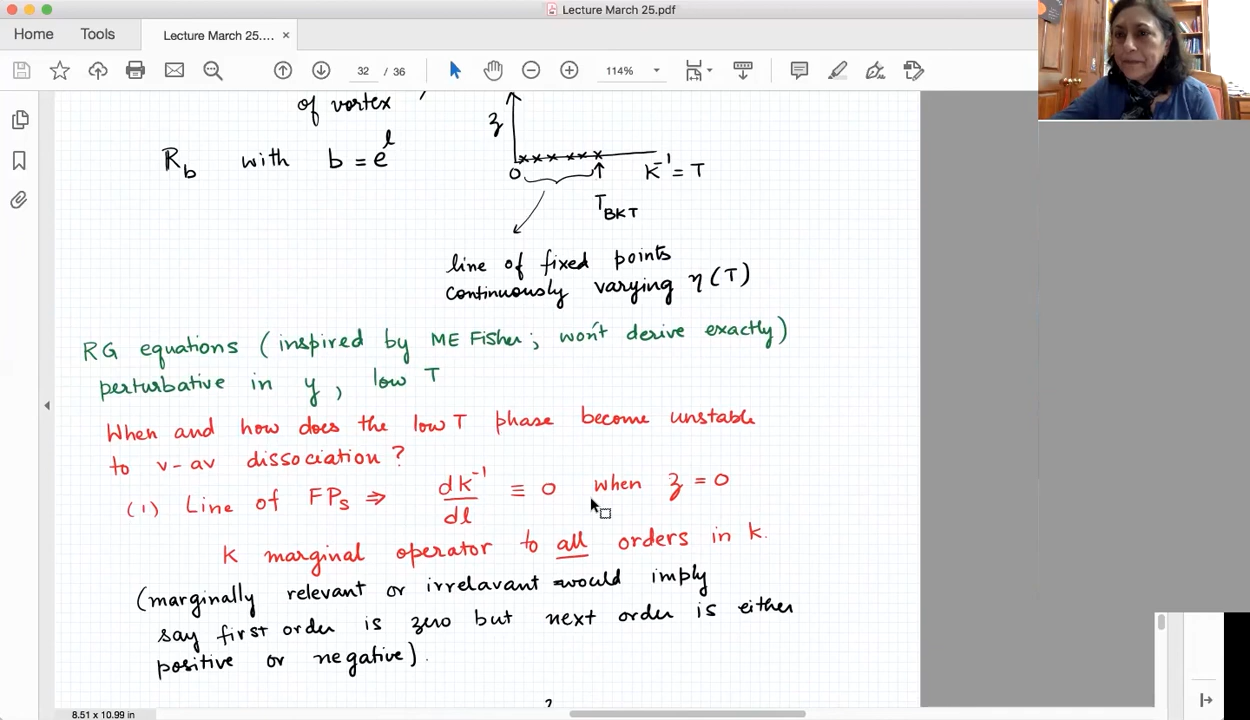 Lecture March 25.pdf
Home Tools Lecture March 25.... ×
32 / 36 114%
of vortex
z
R_b with b = e^l
0 K^-1 = T
T_BKT
line of fixed points
continuously varying η(T)
RG equations (inspired by ME Fisher; won't derive exactly)
perturbative in y, low T
When and how does the low T phase become unstable
to v-av dissociation?
(1) Line of FPs ⇒ dK^-1/dl ≡ 0 when z = 0
K marginal operator to all orders in K.
(marginally relevant or irrelavant would imply
say first order is zero but next order is either
positive or negative).
2
8.51 x 10.99 in